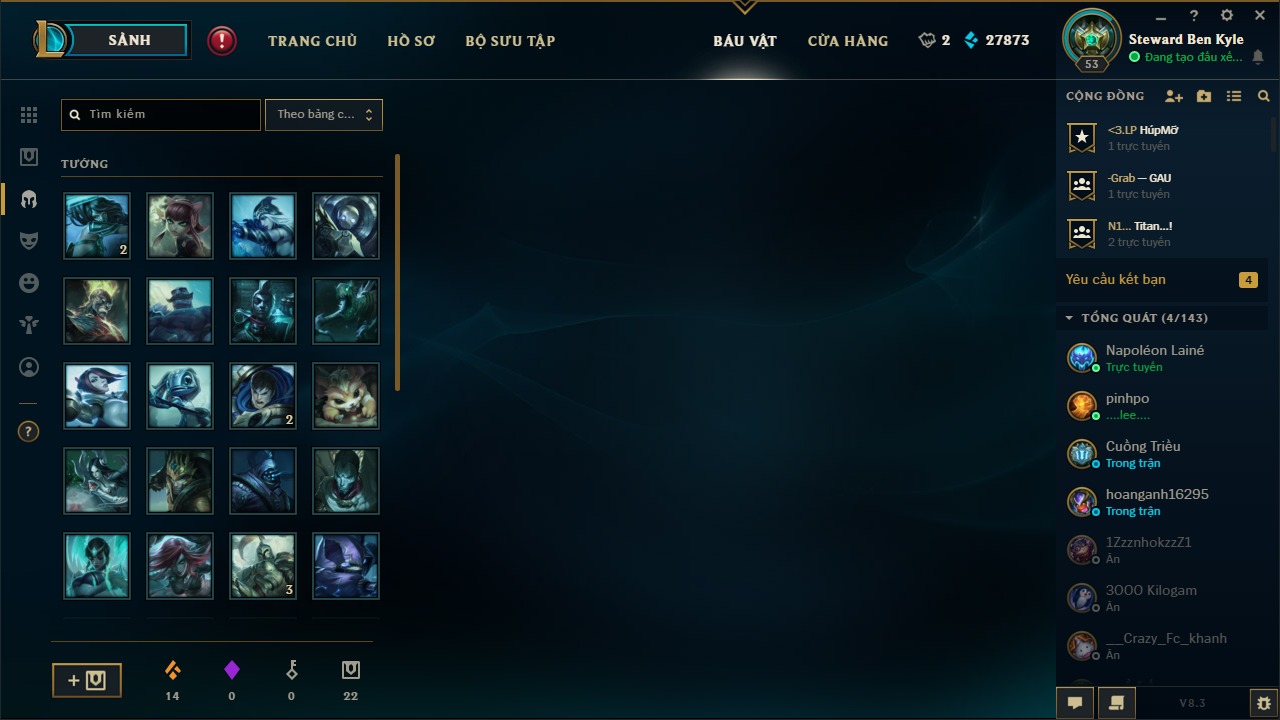 SẢNH
TRANG CHỦ
HỒ SƠ
BỘ SƯU TẬP
BÁU VẬT
CỬA HÀNG
2
27873
53
Steward Ben Kyle
Đang tạo đấu xế...
Tìm kiếm
Theo bảng c...
TƯỚNG
2
2
3
14
0
0
22
CỘNG ĐỒNG
<3.LP HúpMỡ
1 trực tuyến
-Grab — GAU
1 trực tuyến
N1... Titan...!
2 trực tuyến
Yêu cầu kết bạn
4
TỔNG QUÁT (4/143)
Napoléon Lainé
Trực tuyến
pinhpo
....lee....
Cuồng Triều
Trong trận
hoanganh16295
Trong trận
1ZzznhokzzZ1
Ẩn
3000 Kilogam
Ẩn
__Crazy_Fc_khanh
Ẩn
V8.3